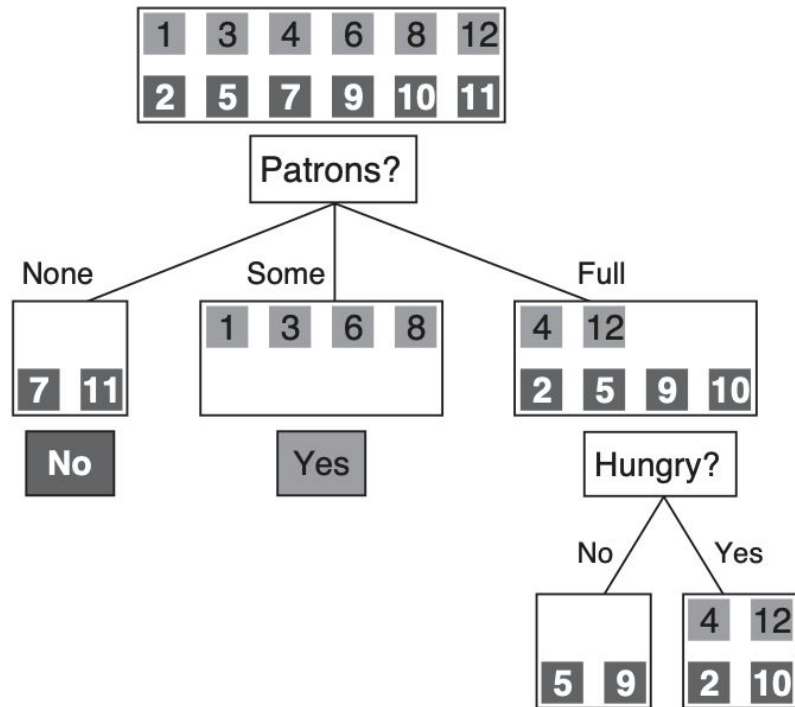 1 3 4 6 8 12
2 5 7 9 10 11
Patrons?
None Some Full
1 3 6 8 4 12
7 11 2 5 9 10
No Yes Hungry?
No Yes
4 12
5 9 2 10